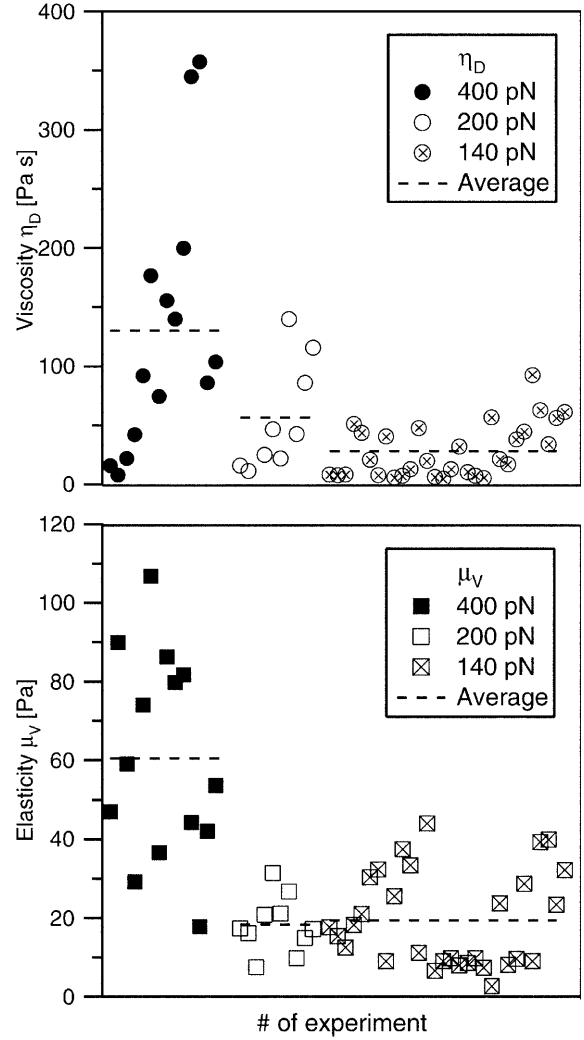 400
η_D
400 pN
200 pN
140 pN
Average
300
200
100
0
Viscosity η_D [Pa s]
120
μ_V
400 pN
200 pN
140 pN
Average
100
80
60
40
20
0
Elasticity μ_V [Pa]
# of experiment